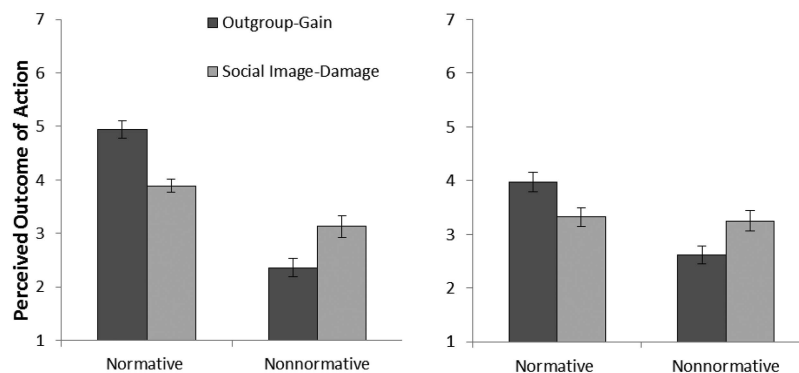 Perceived Outcome of Action
7
6
5
4
3
2
1
Outgroup-Gain
Social Image-Damage
Normative
Nonnormative
7
6
5
4
3
2
1
Normative
Nonnormative